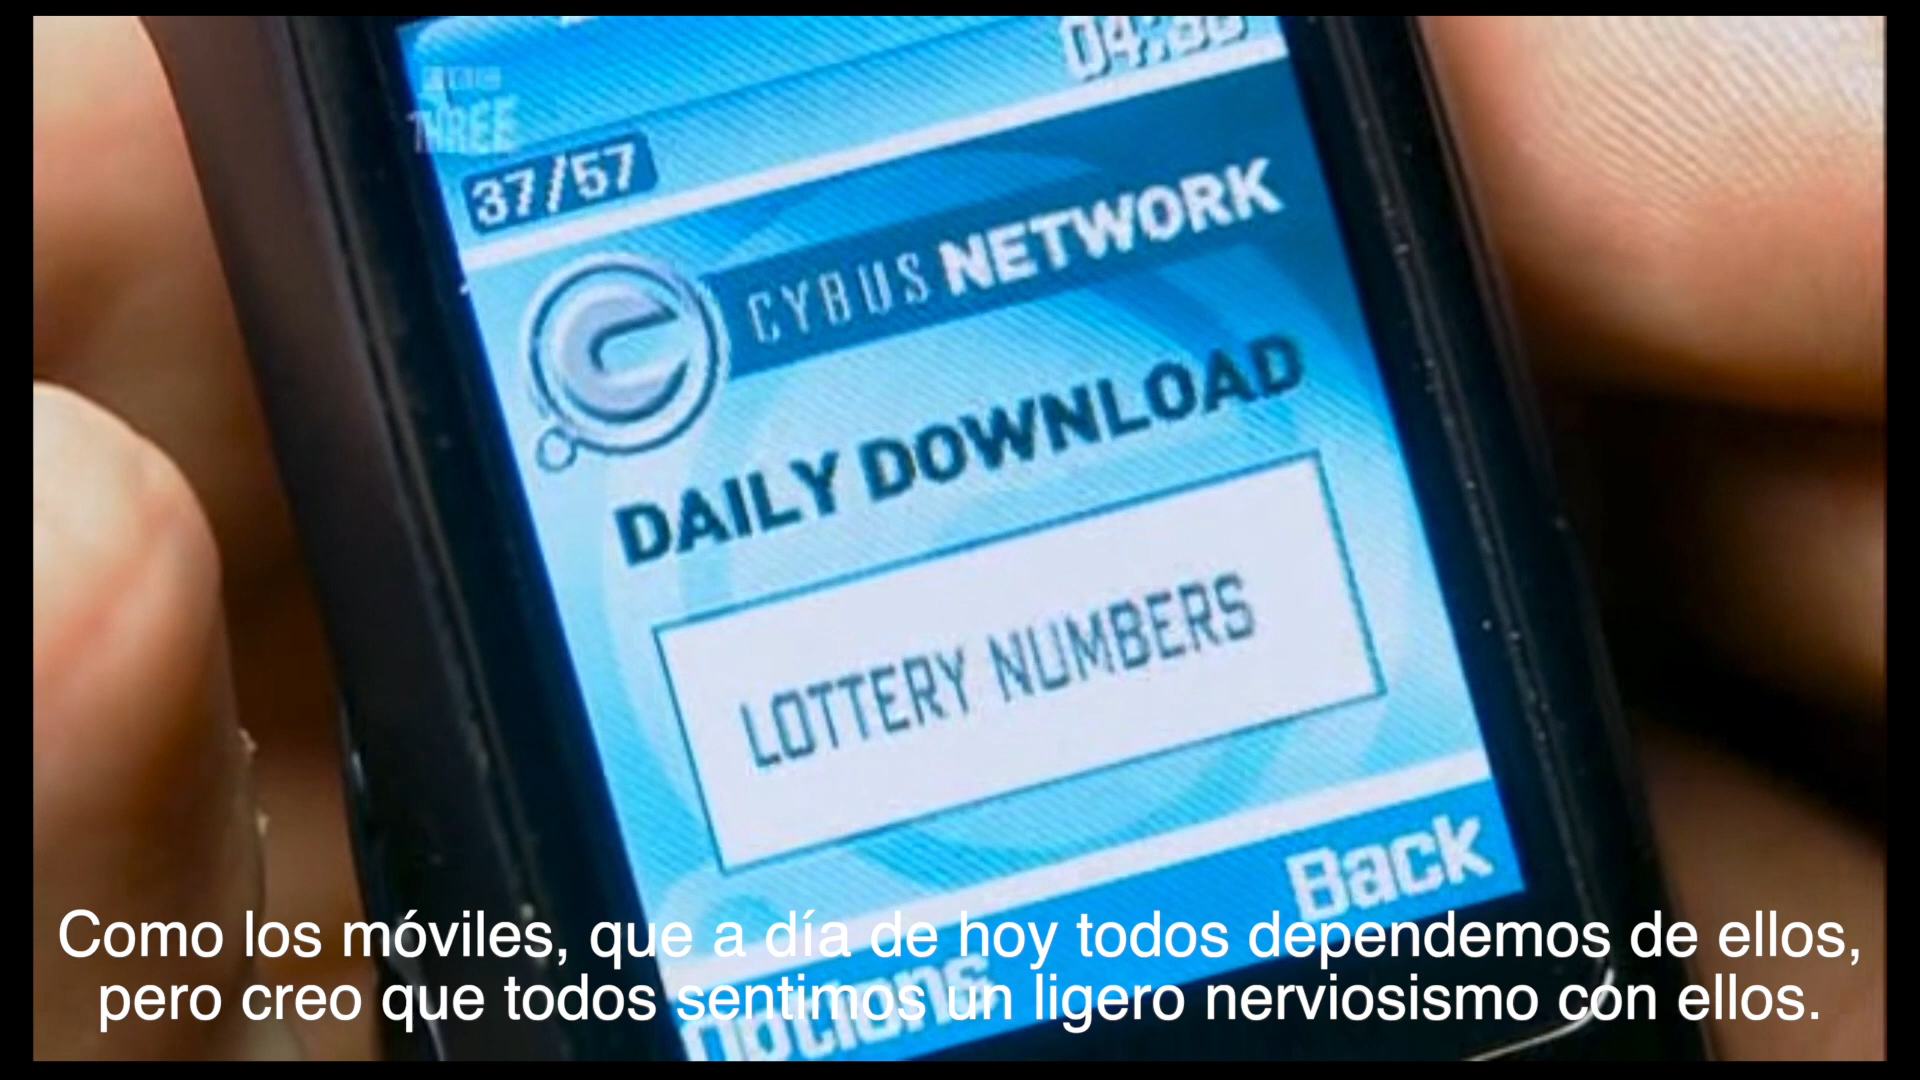 THREE
37/57
CYBUS NETWORK
DAILY DOWNLOAD
LOTTERY NUMBERS
Back
Options
Como los móviles, que a día de hoy todos dependemos de ellos,
pero creo que todos sentimos un ligero nerviosismo con ellos.